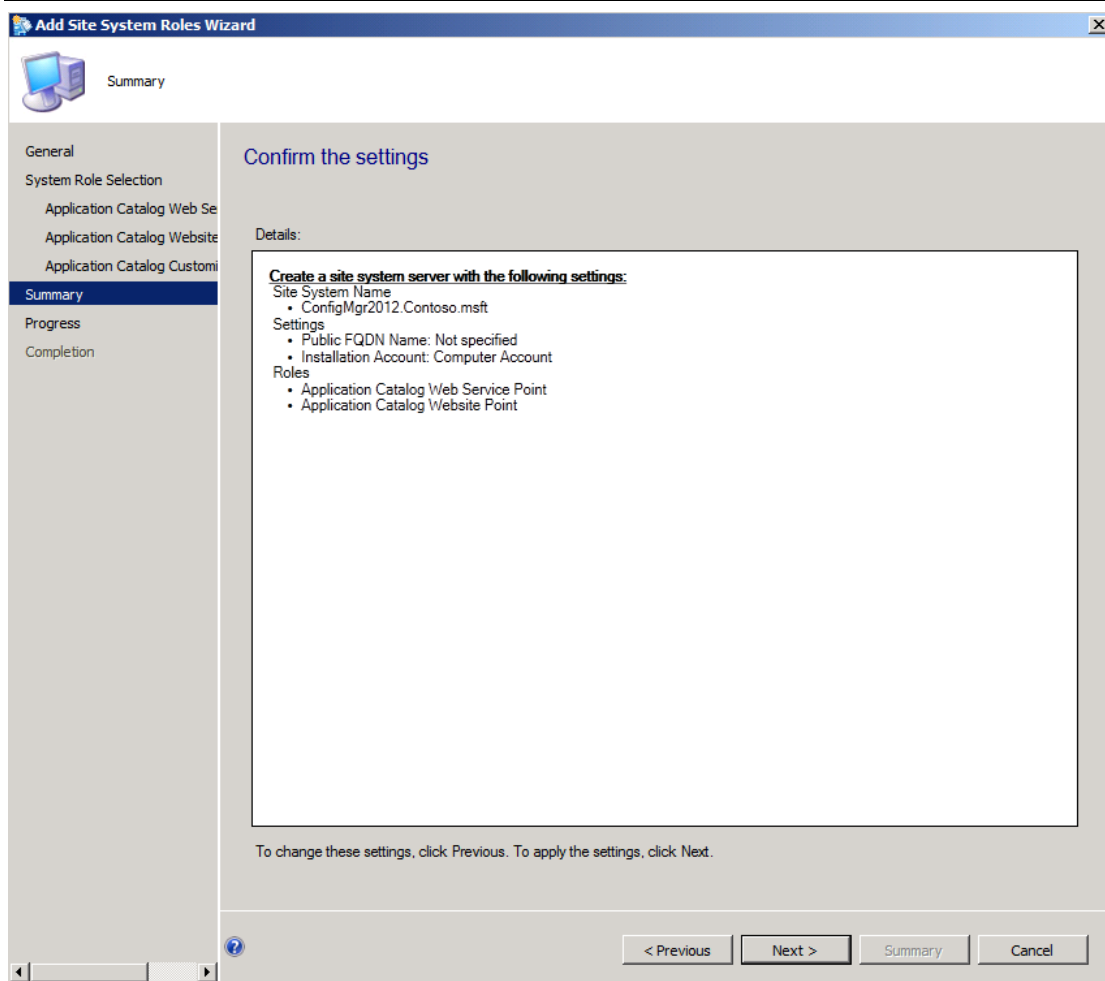 Add Site System Roles Wizard
Summary
General
System Role Selection
Application Catalog Web Se
Application Catalog Website
Application Catalog Customi
Summary
Progress
Completion
Confirm the settings
Details:
Create a site system server with the following settings:
Site System Name
• ConfigMgr2012.Contoso.msft
Settings
• Public FQDN Name: Not specified
• Installation Account: Computer Account
Roles
• Application Catalog Web Service Point
• Application Catalog Website Point
To change these settings, click Previous. To apply the settings, click Next.
< Previous Next > Summary Cancel